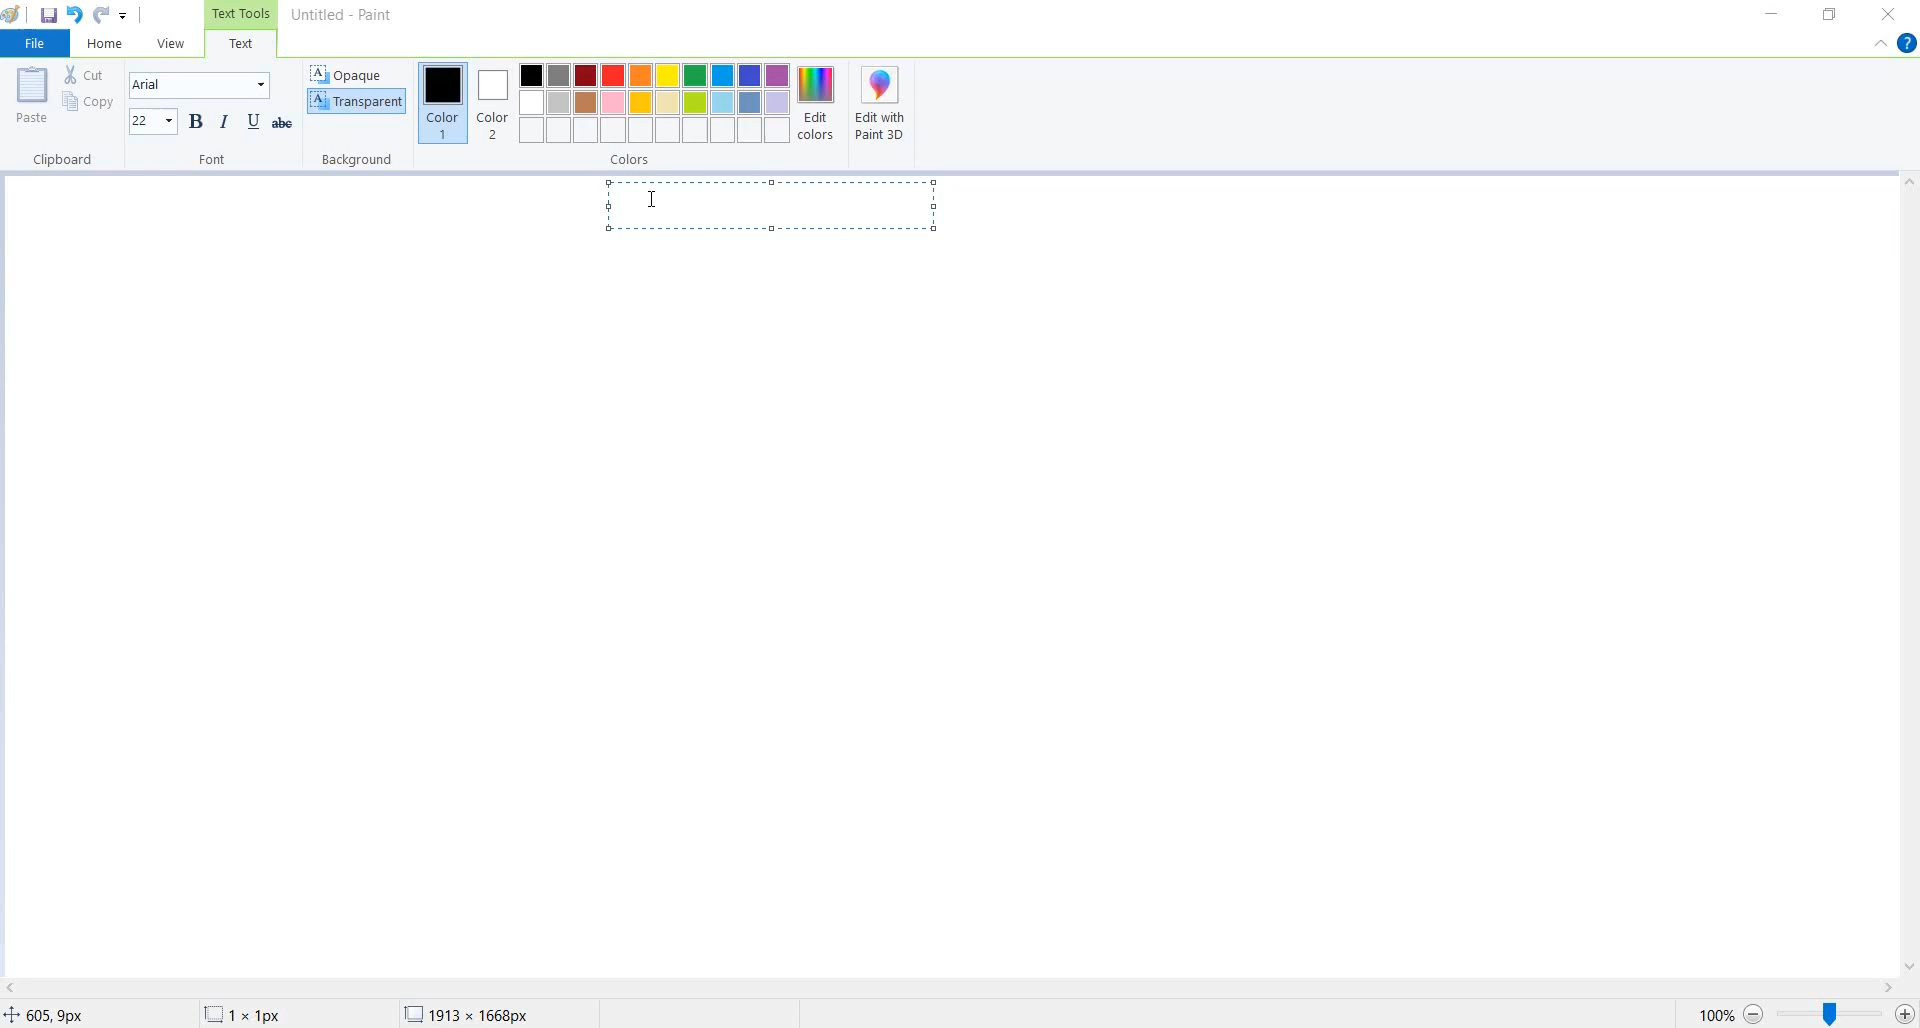 Text Tools Untitled - Paint
File Home View Text
Paste
Cut
Copy
Clipboard
Arial
22 B I U abc
Font
Opaque
Transparent
Background
Color 1
Color 2
Edit colors
Colors
Edit with Paint 3D
605, 9px 1 × 1px 1913 × 1668px 100%